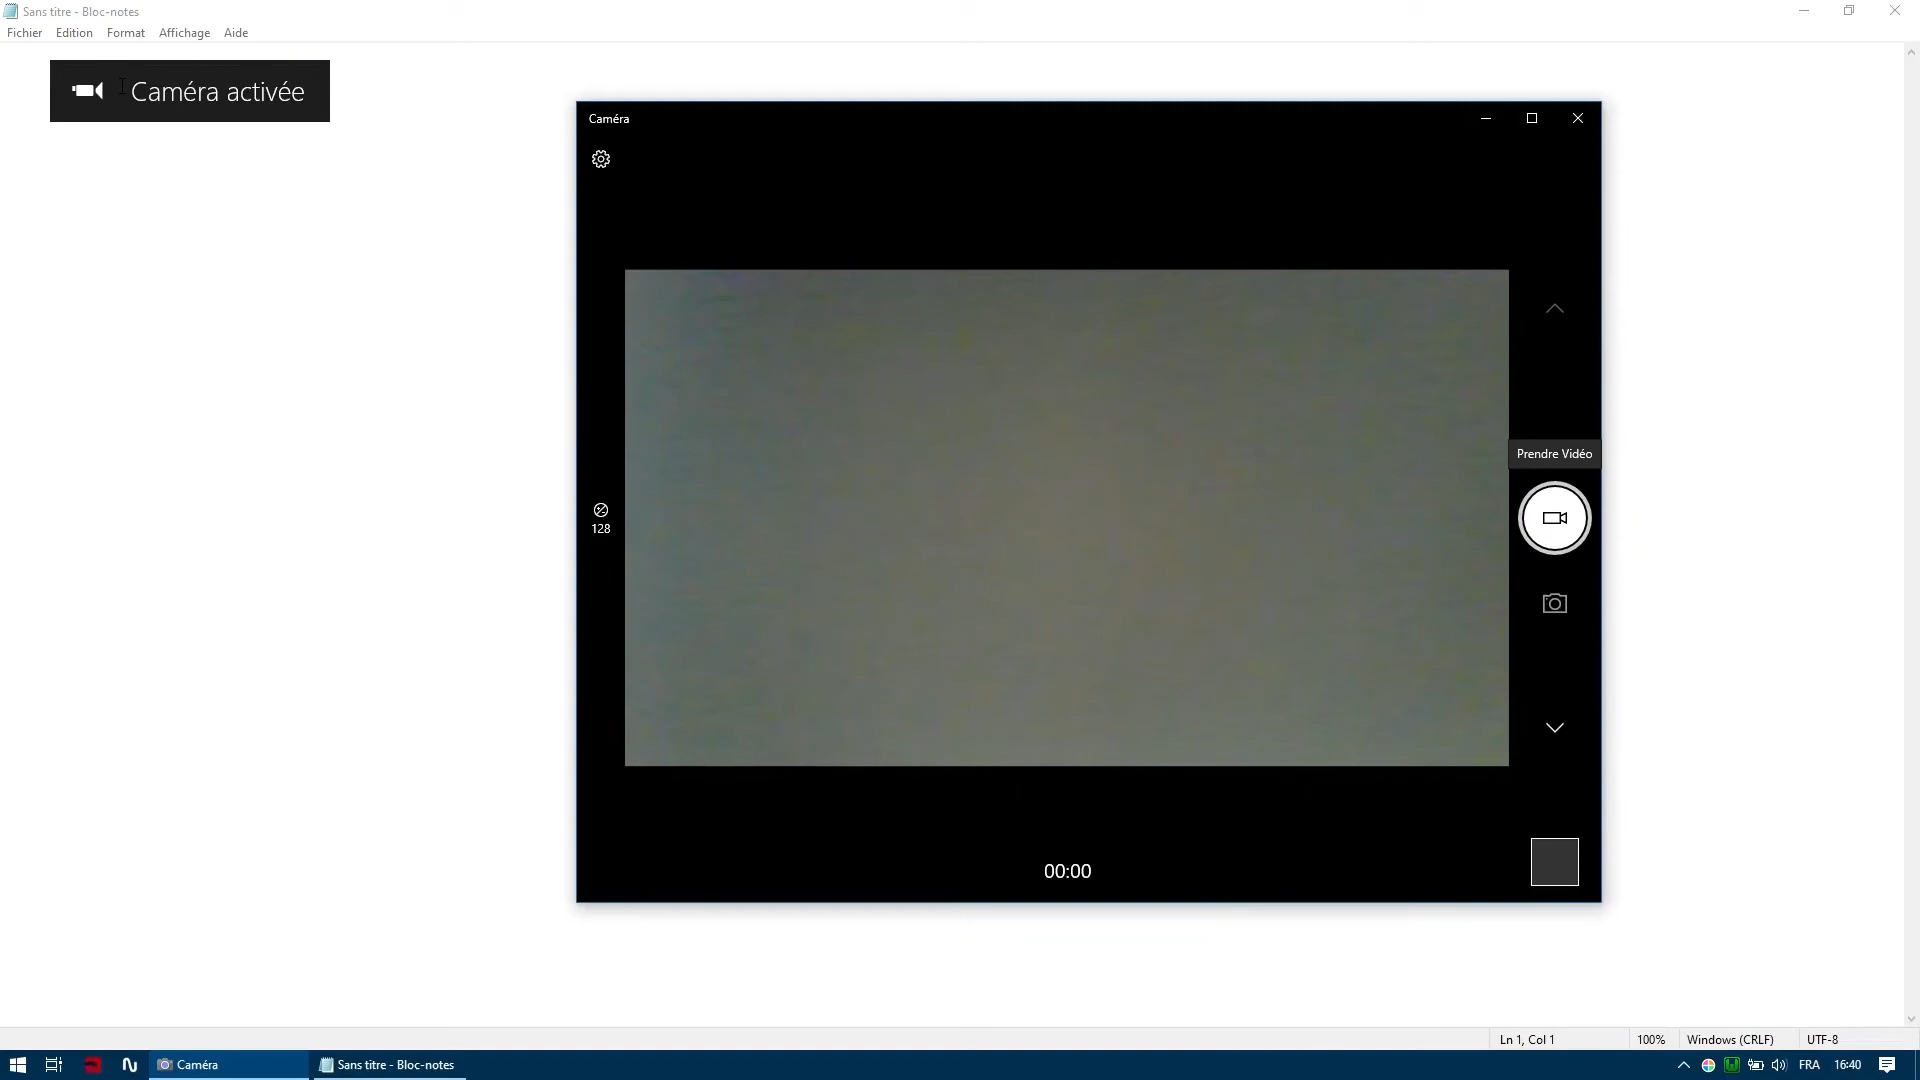 Sans titre - Bloc-notes
Fichier Edition Format Affichage Aide
Caméra activée
Caméra
Prendre Vidéo
128
00:00
Ln 1, Col 1 100% Windows (CRLF) UTF-8
Caméra Sans titre - Bloc-notes FRA 16:40